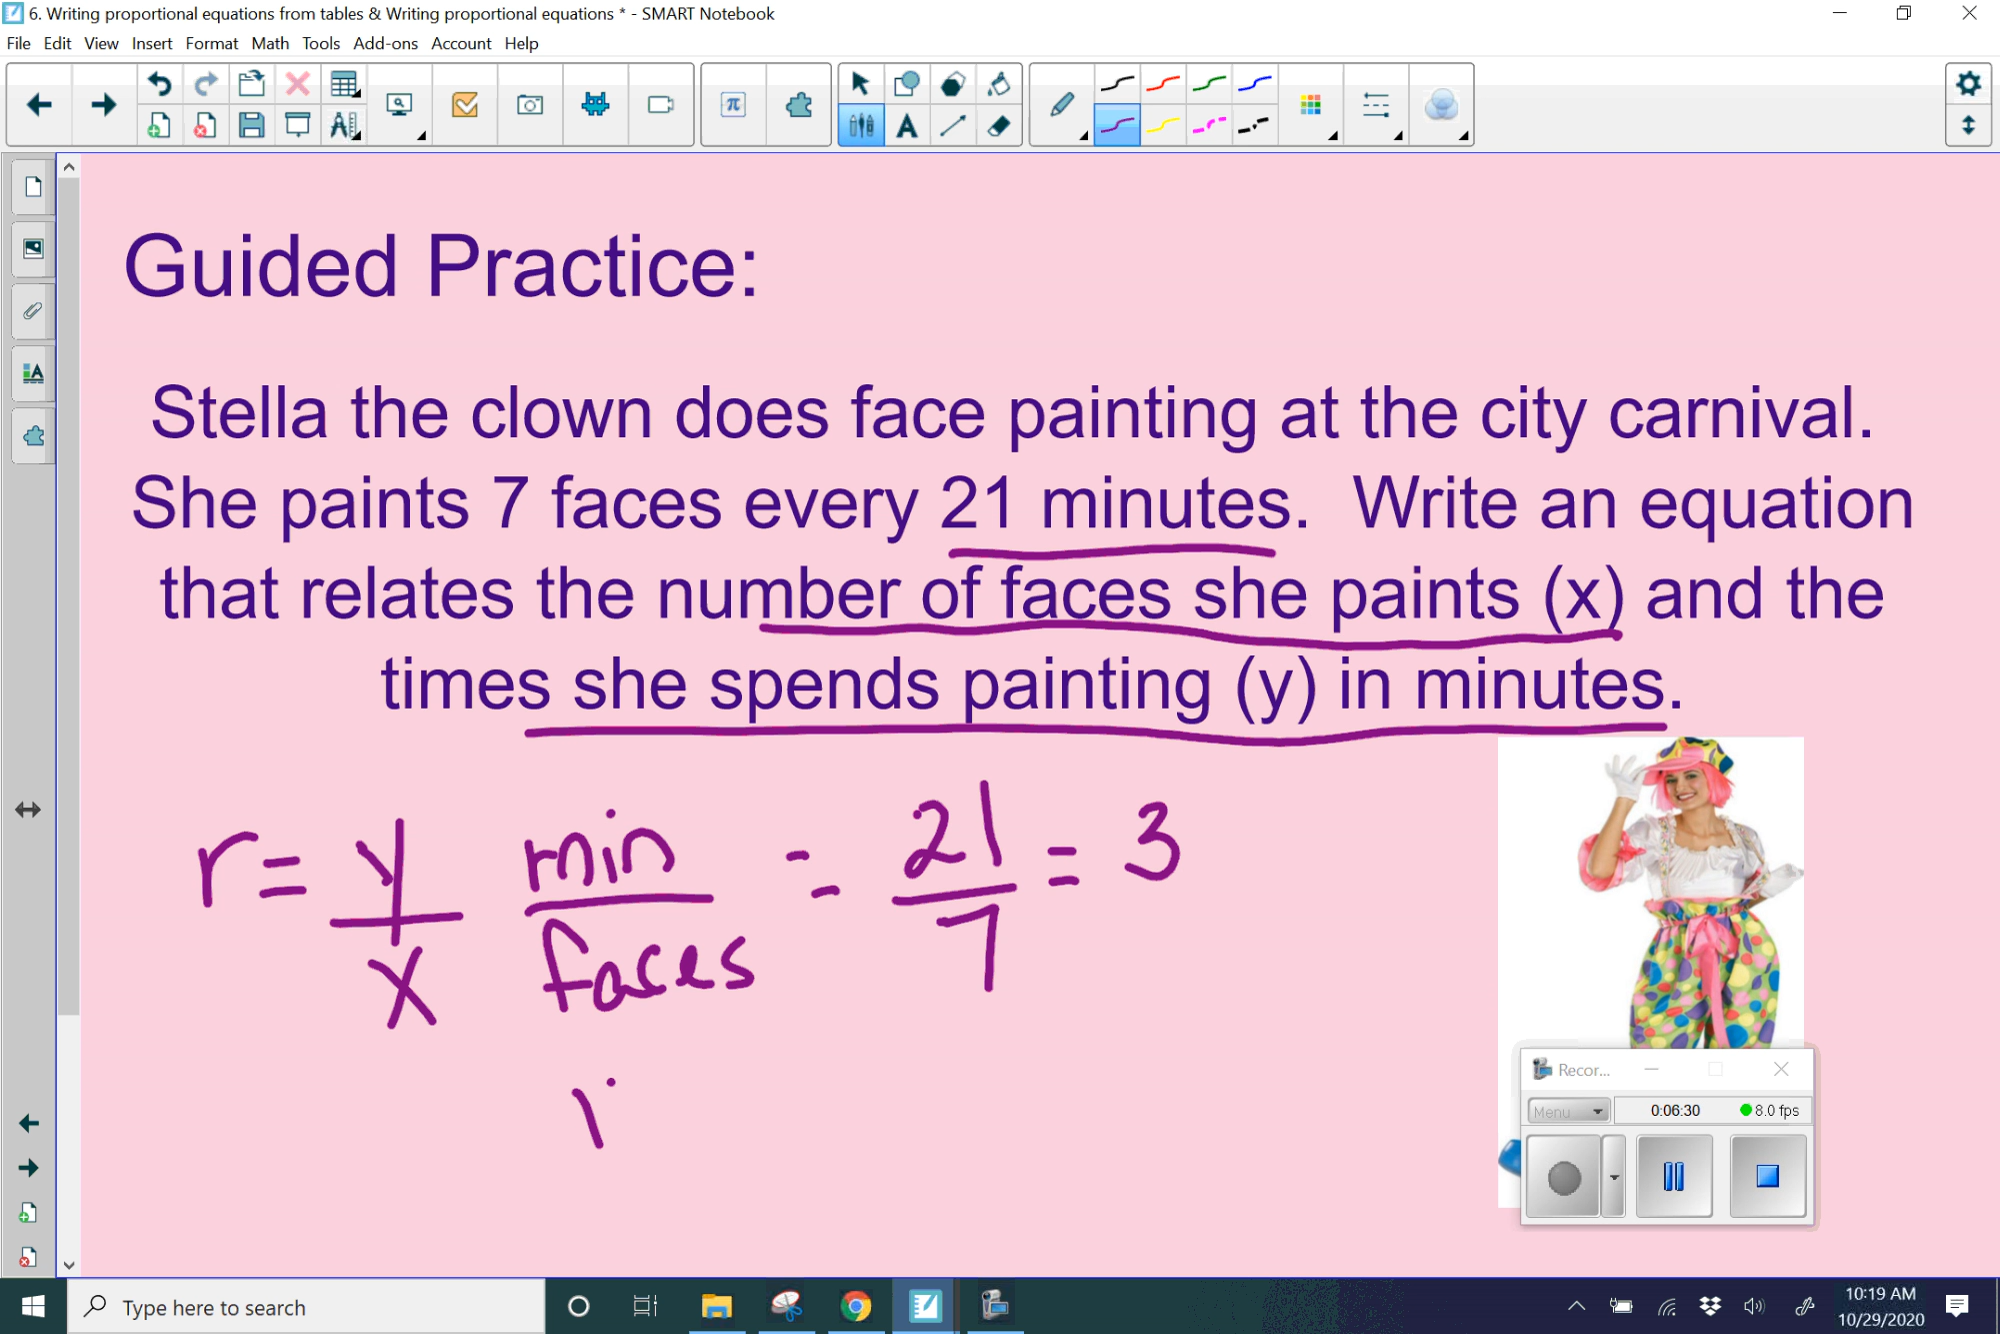 6. Writing proportional equations from tables & Writing proportional equations * - SMART Notebook
File Edit View Insert Format Math Tools Add-ons Account Help
Guided Practice:
Stella the clown does face painting at the city carnival.
She paints 7 faces every 21 minutes. Write an equation
that relates the number of faces she paints (x) and the
times she spends painting (y) in minutes.
r = y/x min/faces = 21/7 = 3
Recor...
Menu 0:06:30 8.0 fps
Type here to search
10:19 AM
10/29/2020